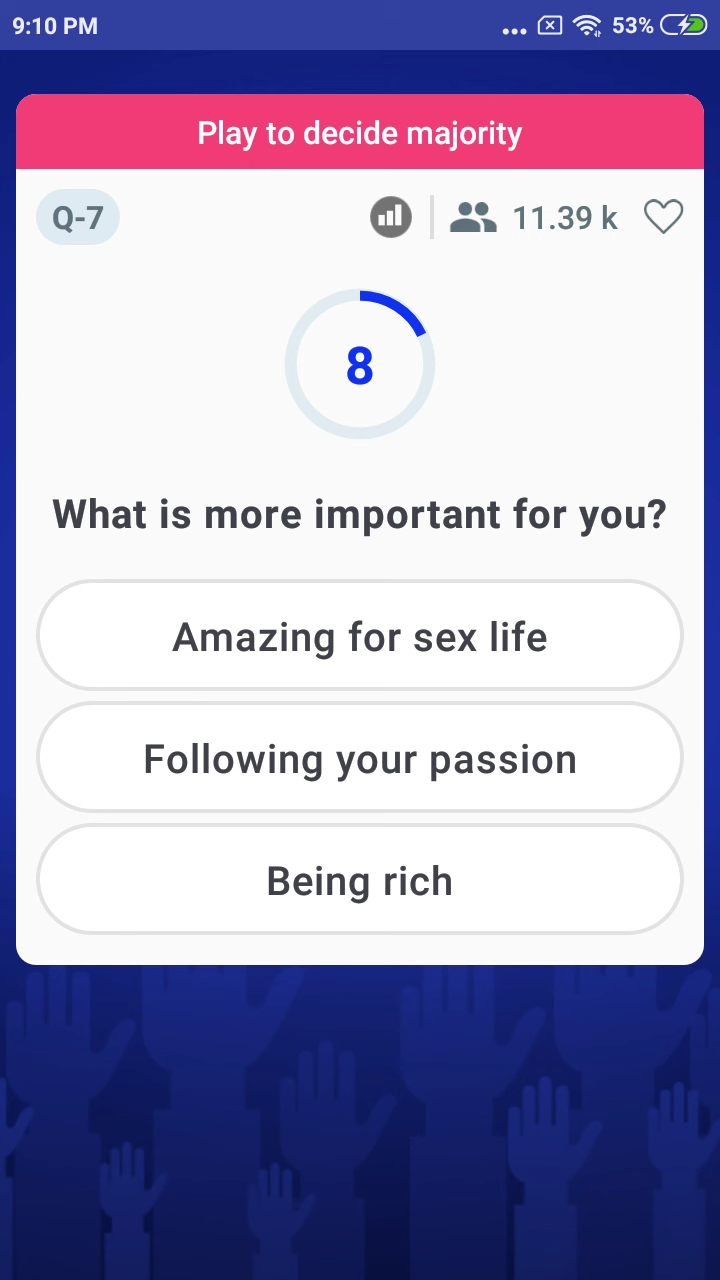 9:10 PM 53%
Play to decide majority
Q-7 11.39 k
8
What is more important for you?
Amazing for sex life
Following your passion
Being rich